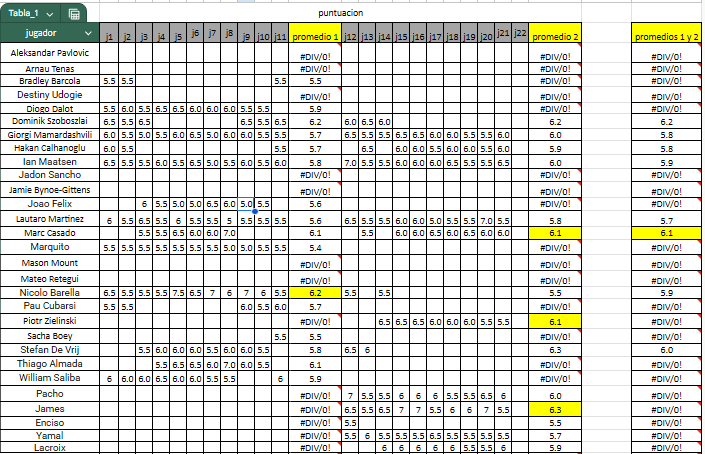 Tabla_1 puntuacion
jugador j1 j2 j3 j4 j5 j6 j7 j8 j9 j10 j11 promedio 1 j12 j13 j14 j15 j16 j17 j18 j19 j20 j21 j22 promedio 2 promedios 1 y 2
Aleksandar Pavlovic #DIV/0! #DIV/0! #DIV/0!
Arnau Tenas #DIV/0! #DIV/0! #DIV/0!
Bradley Barcola 5.5 5.5 5.5 5.5 #DIV/0! #DIV/0!
Destiny Udogie #DIV/0! #DIV/0! #DIV/0!
Diogo Dalot 5.5 6.0 5.5 6.5 6.5 6.0 6.0 6.0 5.5 5.5 5.9 #DIV/0! #DIV/0!
Dominik Szoboszlai 6.5 5.5 6.5 6.5 5.5 6.5 6.2 6.0 6.5 6.0 6.2 6.2
Giorgi Mamardashvili 6.0 5.5 5.0 5.5 6.0 6.5 5.0 6.0 6.0 5.5 5.5 5.7 6.5 5.5 5.5 6.5 6.5 6.0 6.0 5.5 5.5 6.0 6.0 5.8
Hakan Calhanoglu 6.0 5.5 5.5 5.7 6.5 6.0 6.0 5.5 6.0 6.0 5.5 6.0 5.9 5.8
Ian Maatsen 6.5 5.5 5.5 6.0 5.5 6.5 5.5 6.0 5.5 6.0 5.5 5.8 7.0 5.5 5.5 6.0 6.0 6.0 6.0 6.5 5.5 6.5 6.0 5.9
Jadon Sancho #DIV/0! #DIV/0! #DIV/0!
Jamie Bynoe-Gittens #DIV/0! #DIV/0! #DIV/0!
Joao Felix 6 5.5 5.0 5.0 6.5 6.0 5.0 5.5 5.6 #DIV/0! #DIV/0!
Lautaro Martinez 6 5.5 6.5 5.5 6 5.5 5.5 5 5.5 5.5 5.5 5.6 6.5 5.5 5.5 6.0 6.0 5.0 5.5 5.5 7.0 5.5 5.8 5.7
Marc Casado 5.5 5.5 6.5 6.0 6.0 7.0 6.1 5.5 6.0 6.0 6.5 6.0 6.5 6.0 6.0 6.1 6.1
Marquito 5.5 5.5 5.5 5.5 5.5 5.5 5.5 5.0 5.0 5.5 5.5 5.4 #DIV/0! #DIV/0!
Mason Mount #DIV/0! #DIV/0! #DIV/0!
Mateo Retegui #DIV/0! #DIV/0! #DIV/0!
Nicolo Barella 6.5 5.5 5.5 5.5 7.5 6.5 7 6 7 6 5.5 6.2 5.5 5.5 5.5 5.9
Pau Cubarsi 5.5 5.5 6.0 5.5 6.0 5.7 #DIV/0! #DIV/0!
Piotr Zielinski #DIV/0! 6.5 6.5 6.5 6.0 6.0 6.0 5.5 5.5 6.1 #DIV/0!
Sacha Boey 5.5 5.5 #DIV/0! #DIV/0!
Stefan De Vrij 5.5 6.0 6.0 6.0 5.5 6.0 5.5 5.5 5.8 6.5 6 6.3 6.0
Thiago Almada 5.5 6.5 6.5 6.0 7.0 6.0 5.5 6.1 #DIV/0! #DIV/0!
William Saliba 6 6.0 6.0 6.5 6.0 6.0 5.5 5.5 6 5.9 #DIV/0! #DIV/0!
Pacho #DIV/0! 7 5.5 5.5 6 6 6 5.5 5.5 6.5 6 6.0 #DIV/0!
James #DIV/0! 6.5 5.5 6.5 7 7 5.5 6 6 7 5.5 6.3 #DIV/0!
Enciso #DIV/0! 5.5 5.5 #DIV/0!
Yamal #DIV/0! 5.5 6 5.5 5.5 5.5 6.5 5.5 5.5 5.5 5.5 5.7 #DIV/0!
Lacroix #DIV/0! 6 6 6 6 6 5.5 5.5 6 5.9 #DIV/0!